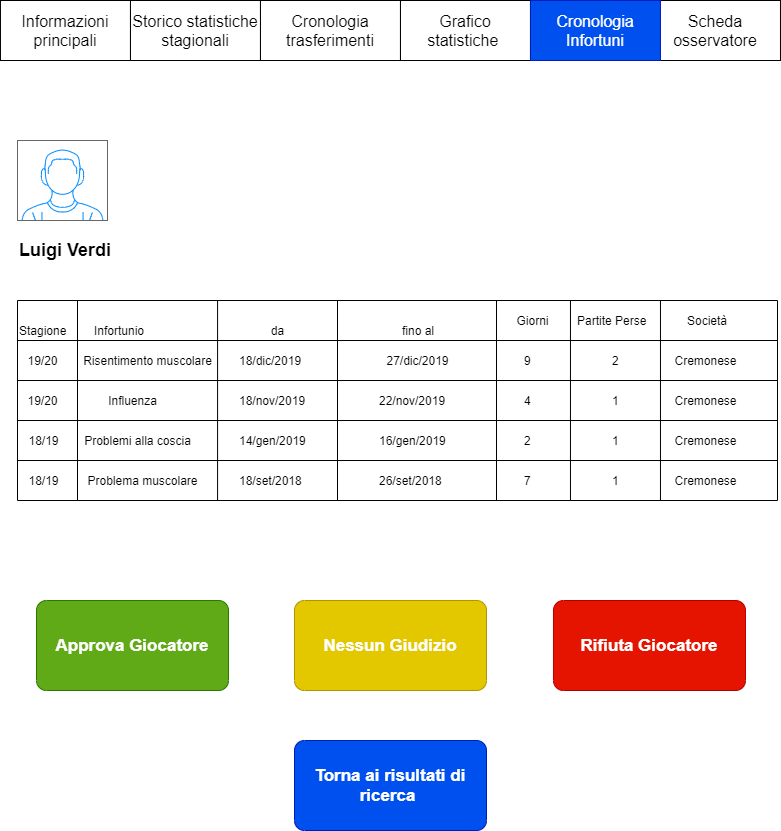 Informazioni principali
Storico statistiche stagionali
Cronologia trasferimenti
Grafico statistiche
Cronologia Infortuni
Scheda osservatore
Luigi Verdi
Stagione Infortunio da fino al Giorni Partite Perse Società
19/20 Risentimento muscolare 18/dic/2019 27/dic/2019 9 2 Cremonese
19/20 Influenza 18/nov/2019 22/nov/2019 4 1 Cremonese
18/19 Problemi alla coscia 14/gen/2019 16/gen/2019 2 1 Cremonese
18/19 Problema muscolare 18/set/2018 26/set/2018 7 1 Cremonese
Approva Giocatore
Nessun Giudizio
Rifiuta Giocatore
Torna ai risultati di
ricerca